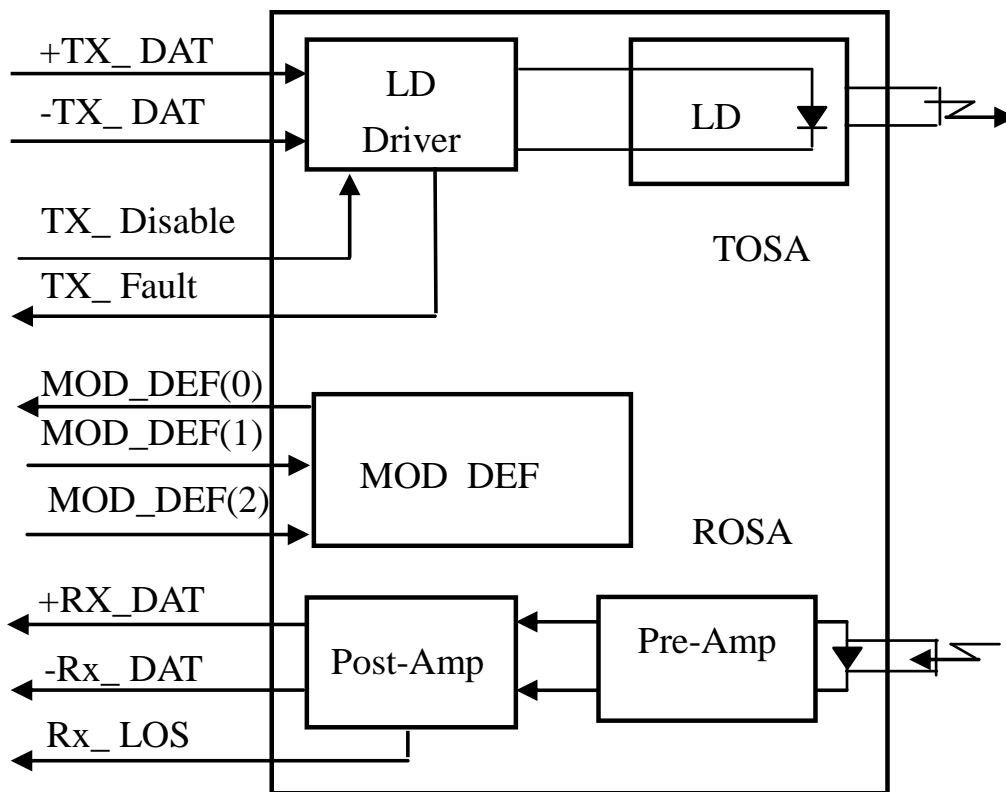 +TX_ DAT
-TX_ DAT
TX_ Disable
TX_ Fault
LD
Driver
LD
TOSA
MOD_DEF(0)
MOD_DEF(1)
MOD_DEF(2)
MOD DEF
ROSA
+RX_DAT
-Rx_ DAT
Rx_ LOS
Post-Amp
Pre-Amp